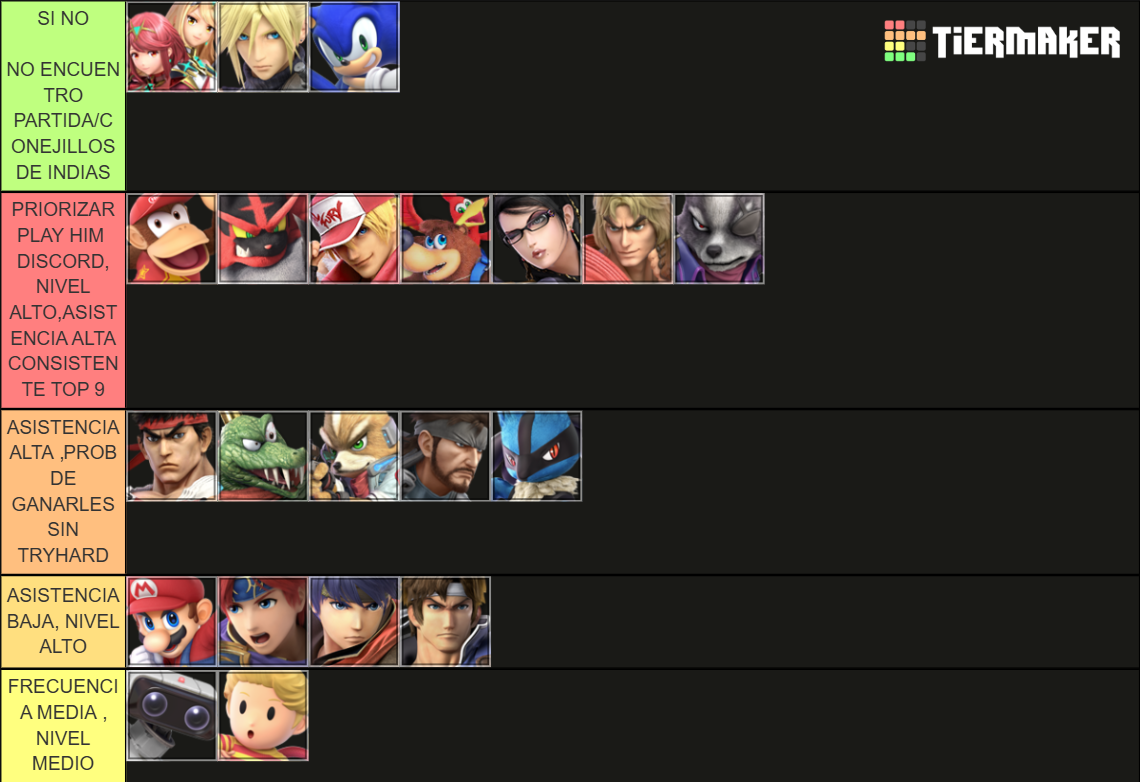 SI NO
NO ENCUEN
TRO
PARTIDA/C
ONEJILLOS
DE INDIAS
TiERMAKER
PRIORIZAR
PLAY HIM
DISCORD,
NIVEL
ALTO,ASIST
ENCIA ALTA
CONSISTEN
TE TOP 9
ASISTENCIA
ALTA ,PROB
DE
GANARLES
SIN
TRYHARD
M
ASISTENCIA
BAJA, NIVEL
ALTO
FRECUENCI
A MEDIA ,
NIVEL
MEDIO